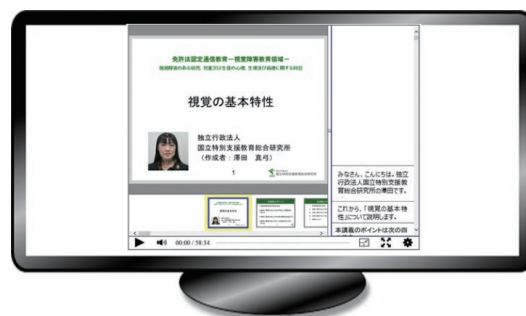 免許法認定通信教育－視覚障害教育領域－
視覚の基本特性
独立行政法人
国立特別支援教育総合研究所
（作成者：澤田　真弓）
1
みなさん、こんにちは。独立
行政法人国立特別支援教
育総合研究所の澤田です。
これから、「視覚の基本特
性」について説明します。
本講義のポイントは次の四
00:00 / 58:34